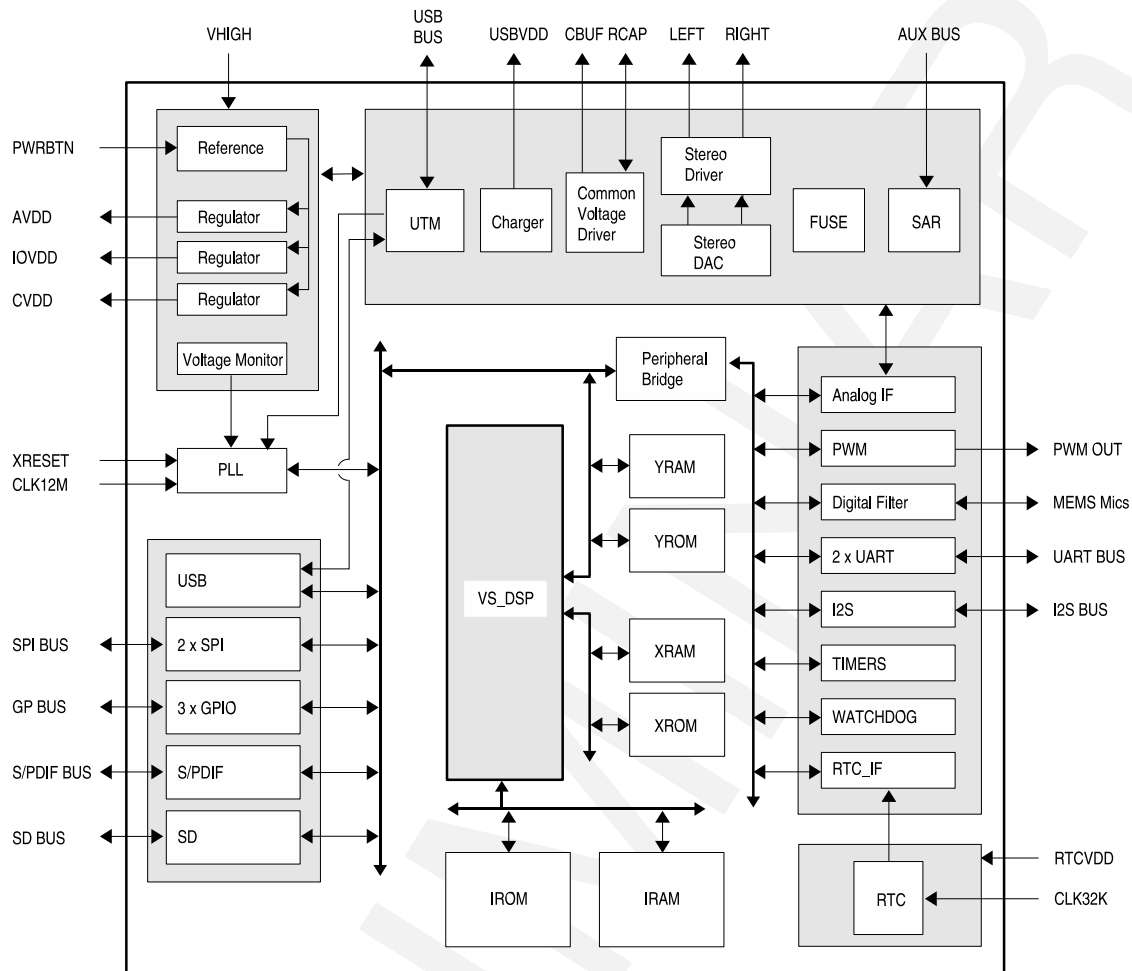 VHIGH
USB
BUS
USBVDD
CBUF RCAP
LEFT
RIGHT
AUX BUS
PWRBTN
Reference
AVDD
Regulator
IOVDD
Regulator
CVDD
Regulator
Voltage Monitor
UTM
Charger
Common
Voltage
Driver
Stereo
Driver
Stereo
DAC
FUSE
SAR
XRESET
CLK12M
PLL
Peripheral
Bridge
YRAM
YROM
VS_DSP
XRAM
XROM
IROM
IRAM
USB
SPI BUS
2 x SPI
GP BUS
3 x GPIO
S/PDIF BUS
S/PDIF
SD BUS
SD
Analog IF
PWM
PWM OUT
Digital Filter
MEMS Mics
2 x UART
UART BUS
I2S
I2S BUS
TIMERS
WATCHDOG
RTC_IF
RTC
RTCVDD
CLK32K